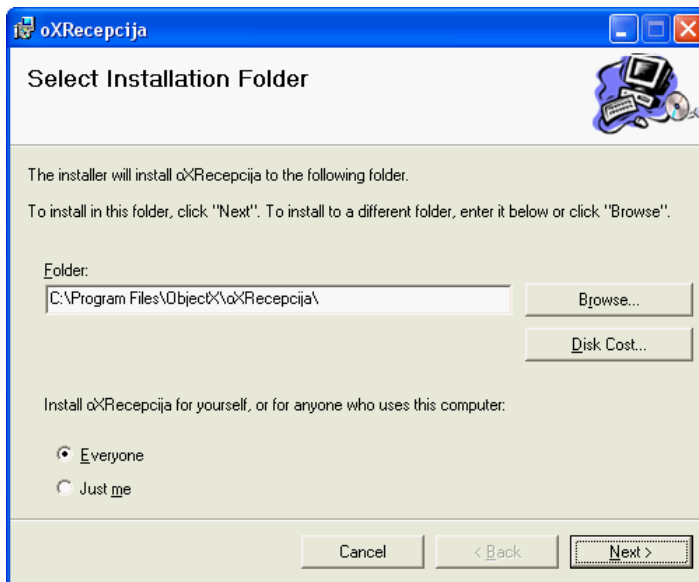 oXRecepcija
Select Installation Folder
The installer will install oXRecepcija to the following folder.
To install in this folder, click "Next". To install to a different folder, enter it below or click "Browse".
Folder:
C:\Program Files\ObjectX\oXRecepcija\
Browse...
Disk Cost...
Install oXRecepcija for yourself, or for anyone who uses this computer:
Everyone
Just me
Cancel
< Back
Next >